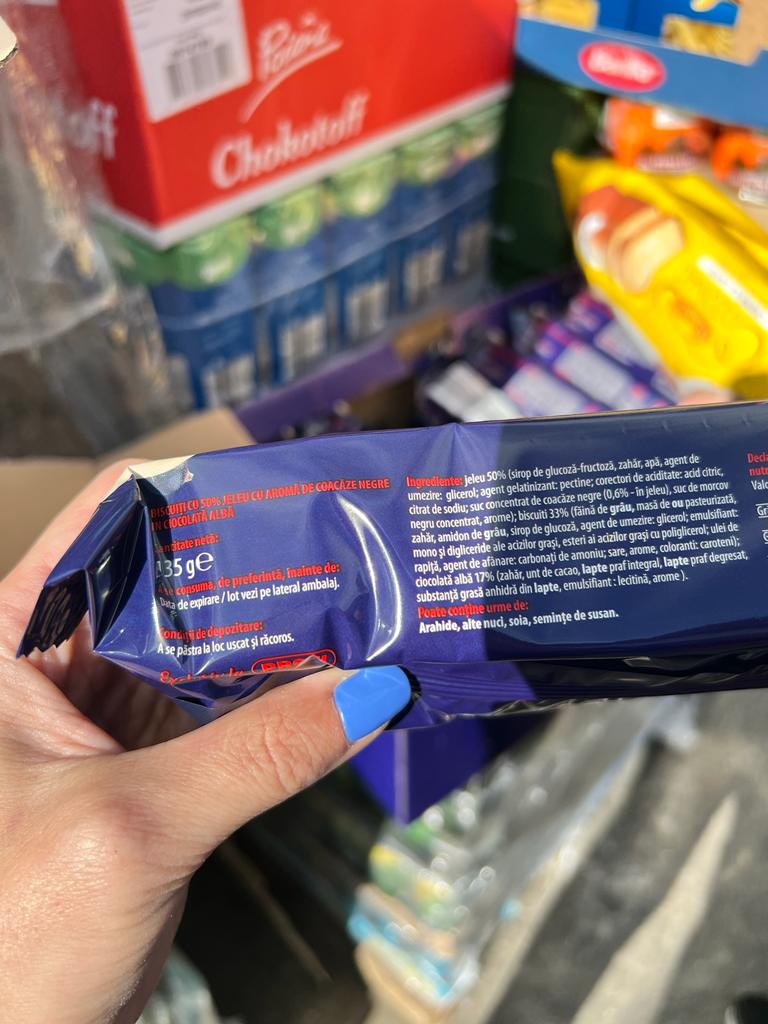 Chokotoff
BISCUIȚI CU 50% JELEU CU AROMĂ DE COACĂZE NEGRE
ÎN CIOCOLATĂ ALBĂ
135 g℮
consuma, de preferință, înainte de:
Data de expirare / lot vezi pe lateral ambalaj.
Condiții de depozitare:
A se păstra la loc uscat și răcoros.
Ingrediente: jeleu 50% (sirop de glucoză-fructoză, zahăr, apă, agent de
umezire: glicerol; agent gelatinizant: pectine; corectori de aciditate: acid citric,
citrat de sodiu; suc concentrat de coacăze negre (0,6% - în jeleu), suc de morcov
negru concentrat, arome); biscuiti 33% (făină de grâu, masă de ou pasteurizată,
zahăr, amidon de grâu, sirop de glucoză, agent de umezire: glicerol; emulsifiant:
mono și digliceride ale acizilor grași, esteri ai acizilor grași cu poliglicerol; ulei de
rapiță, agent de afânare: carbonați de amoniu; sare, arome, coloranti: caroteni);
ciocolată albă 17% (zahăr, unt de cacao, lapte praf integral, lapte praf degresat,
substanță grasă anhidră din lapte, emulsifiant : lecitină, arome ).
Poate conține urme de:
Arahide, alte nuci, soia, semințe de susan.